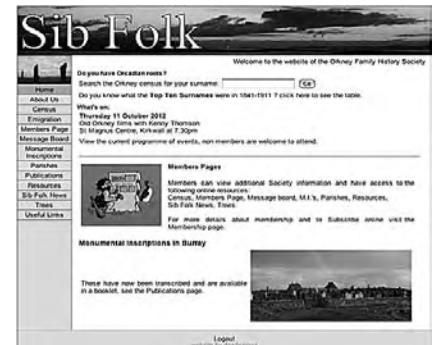 Sib Folk
Welcome to the website of the Orkney Family History Society
Home
About Us
Census
Emigration
Members Page
Message Board
Monumental
Inscriptions
Parishes
Publications
Resources
Sib Folk News
Trees
Useful Links
Do you have Orcadian roots?
Search the Orkney census for your surname: Go
Do you know what the Top Ten Surnames were in 1841-1911 ? click here to see the table.
What's on:
Thursday 11 October 2012
Old Orkney films with Kenny Thomson
St Magnus Centre, Kirkwall at 7.30pm
View the current programme of events, non members are welcome to attend.
Members Pages
Members can view additional Society information and have access to the
following online resources:
Census, Members Page, Message board, M.I.'s, Parishes, Resources,
Sib Folk News, Trees.
For more details about membership and to Subscribe online visit the
Membership page.
Monumental Inscriptions in Burray
These have now been transcribed and are available
in a booklet, see the Publications page.
Logout